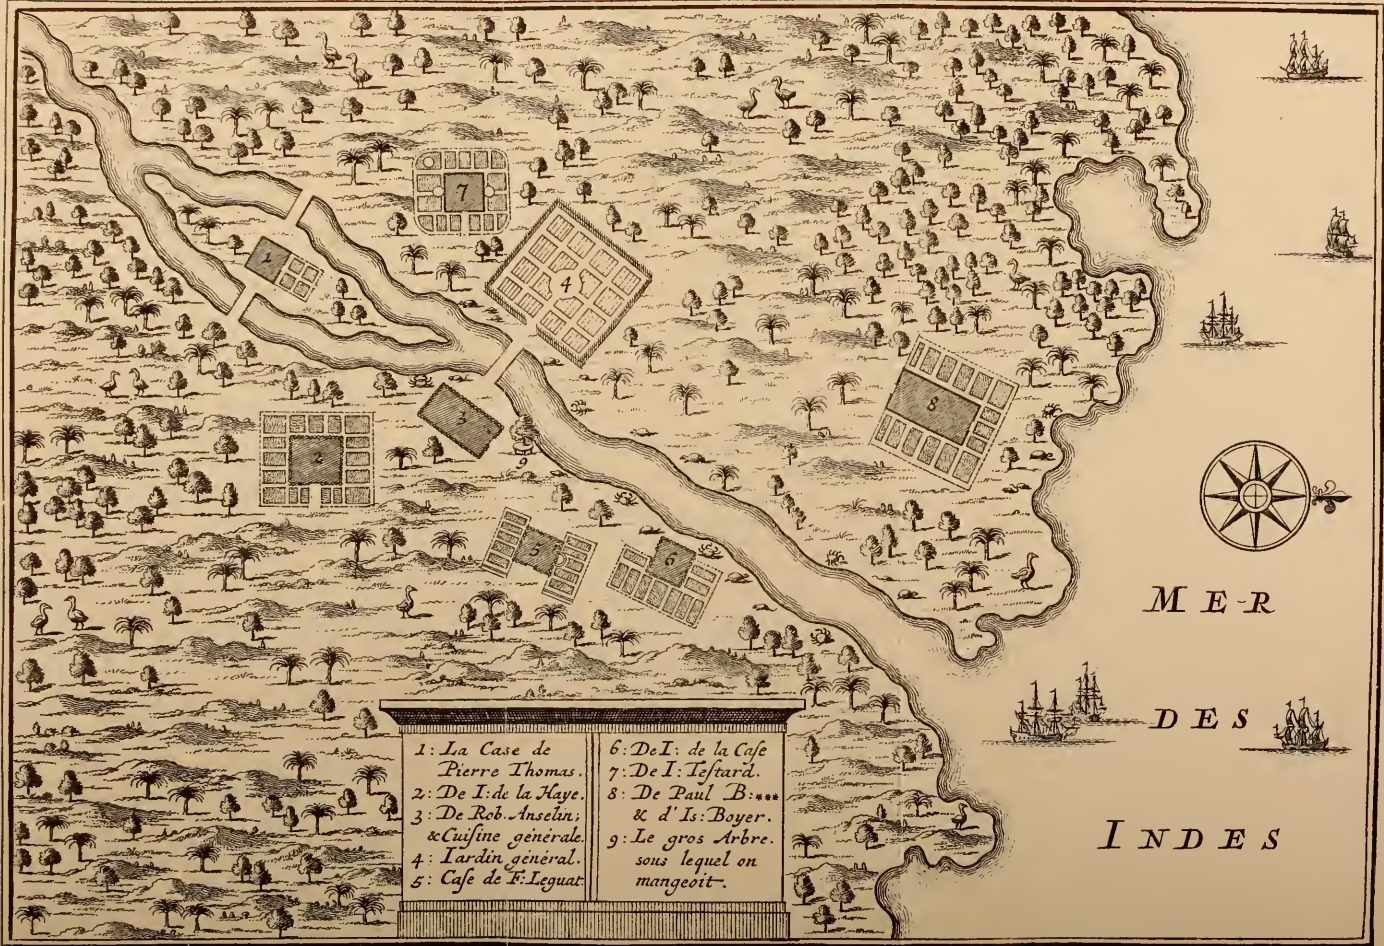 1
7
4
8
3
2
9
5
6
MER
DES
INDES
1: La Case de
Pierre Thomas.
2: De I: de la Haye.
3: De Rob. Anselin;
& Cuisine générale.
4: Iardin général.
5: Case de F: Leguat
6: De I: de la Case
7: De I: Testard.
8: De Paul B:***
& d'Is: Boyer.
9: Le gros Arbre.
sous lequel on
mangeoit.